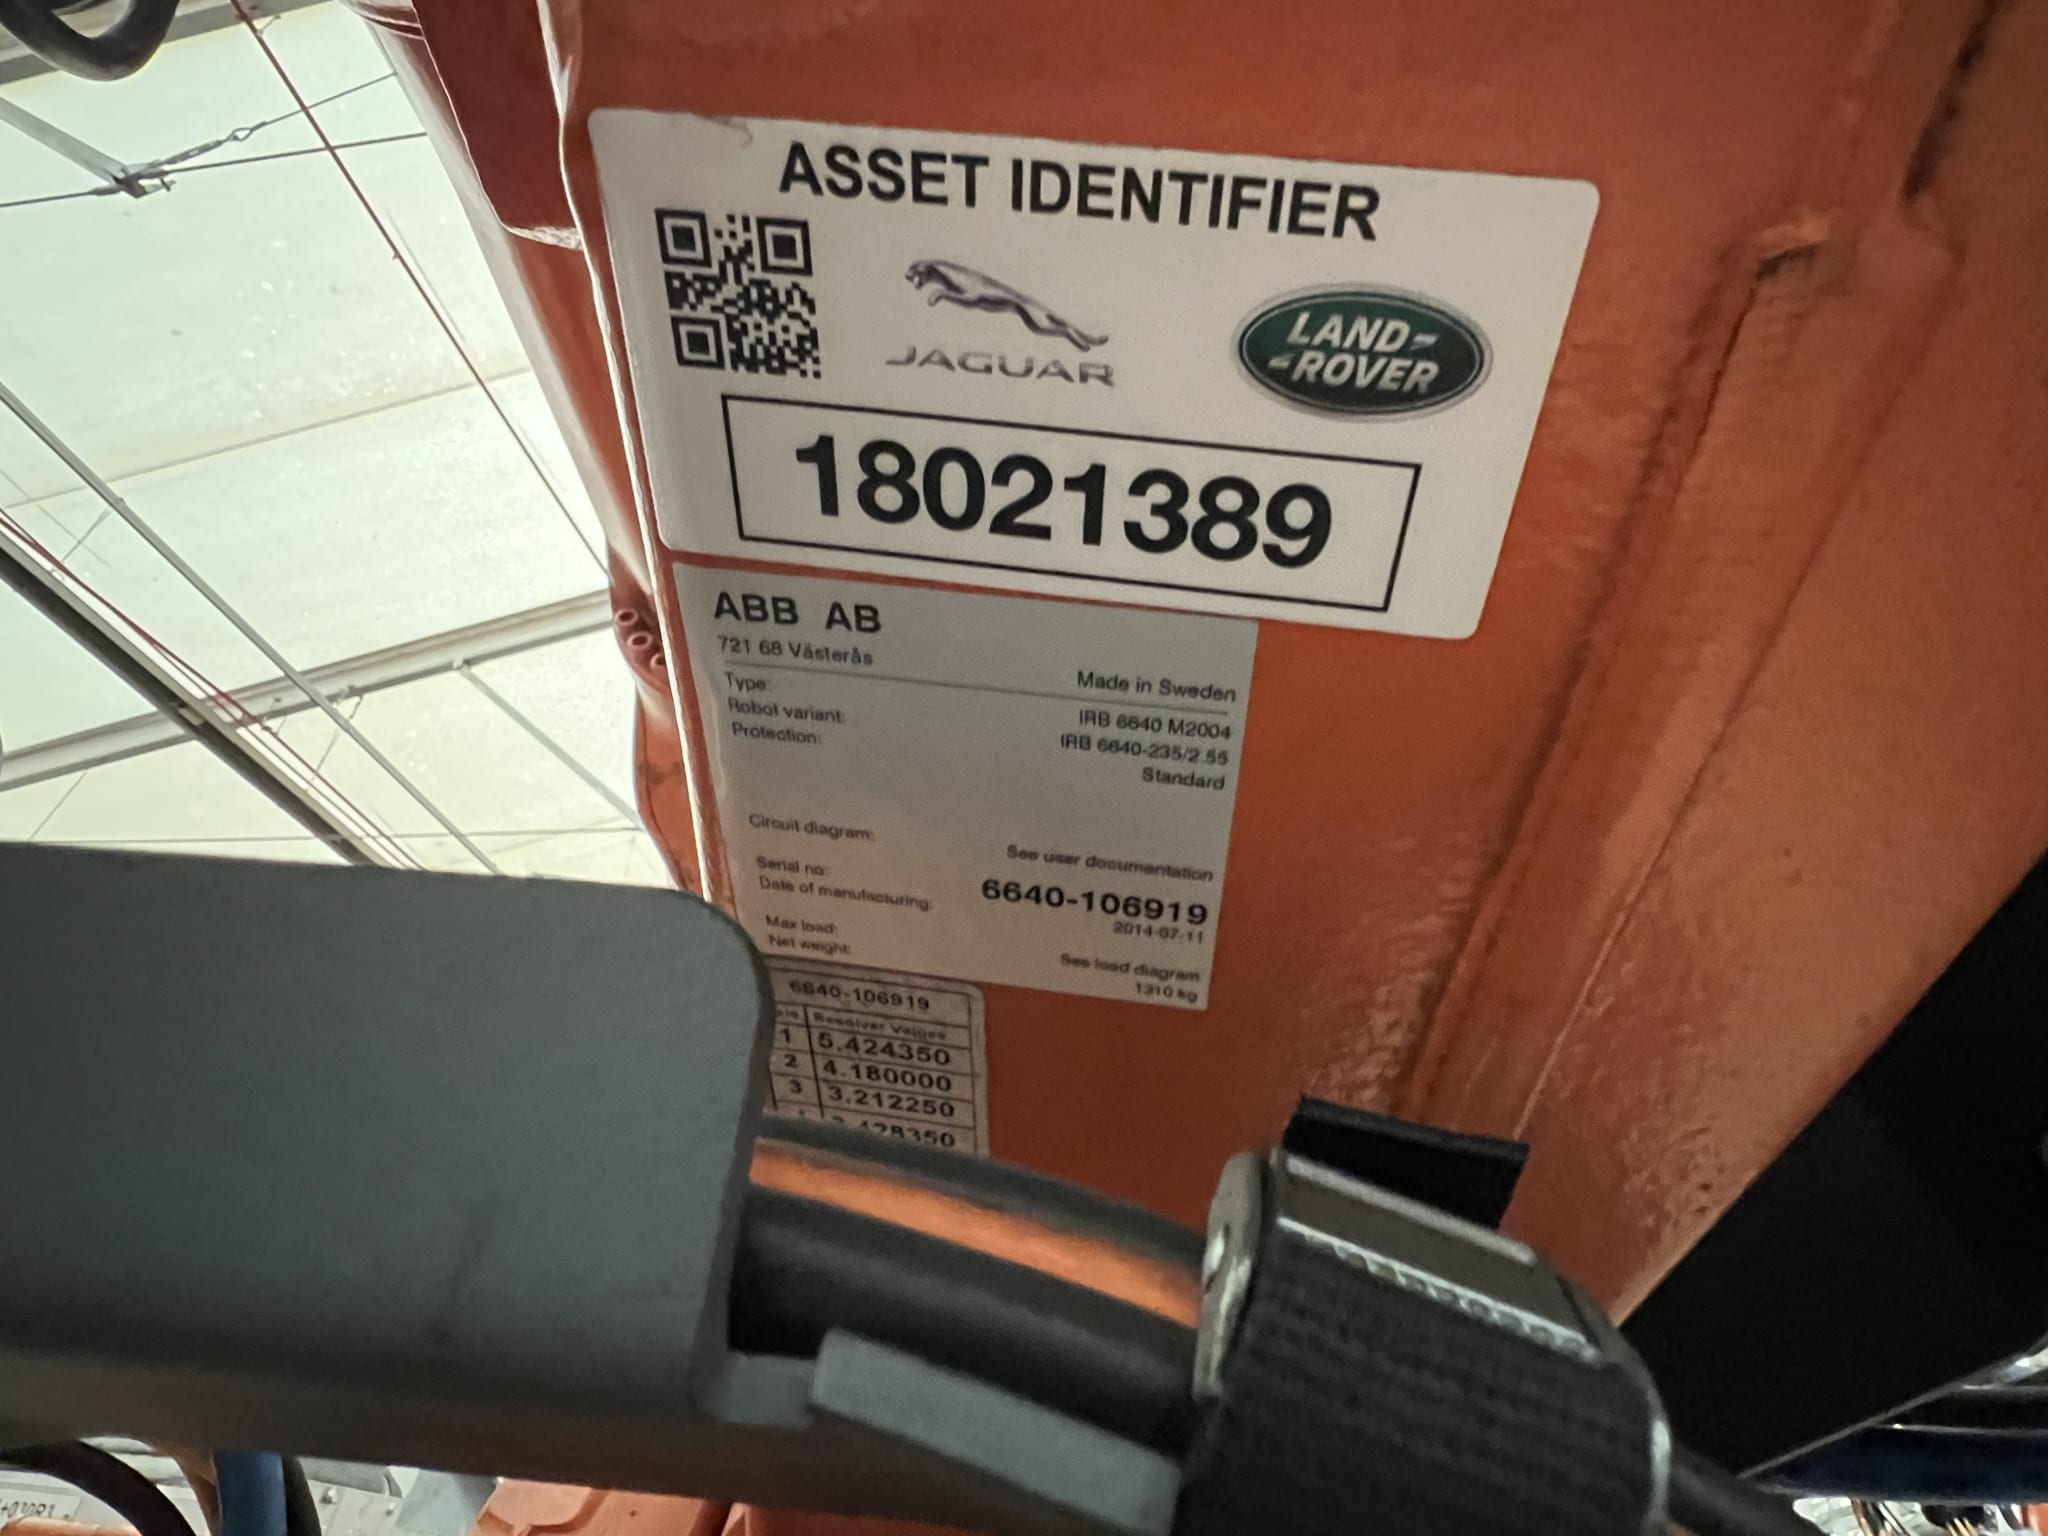 ASSET IDENTIFIER
JAGUAR
LAND-
-ROVER
18021389
ABB AB
721 68 Västerås
Made in Sweden
Type: IRB 6640 M2004
Robot variant: IRB 6640-235/2.55
Protection: Standard
Circuit diagram: See user documentation
Serial no: 6640-106919
Date of manufacturing: 2014-07-11
Max load: See load diagram
Net weight: 1310 kg
6640-106919
Resolver Values
1 5.424350
2 4.180000
3 3.212250